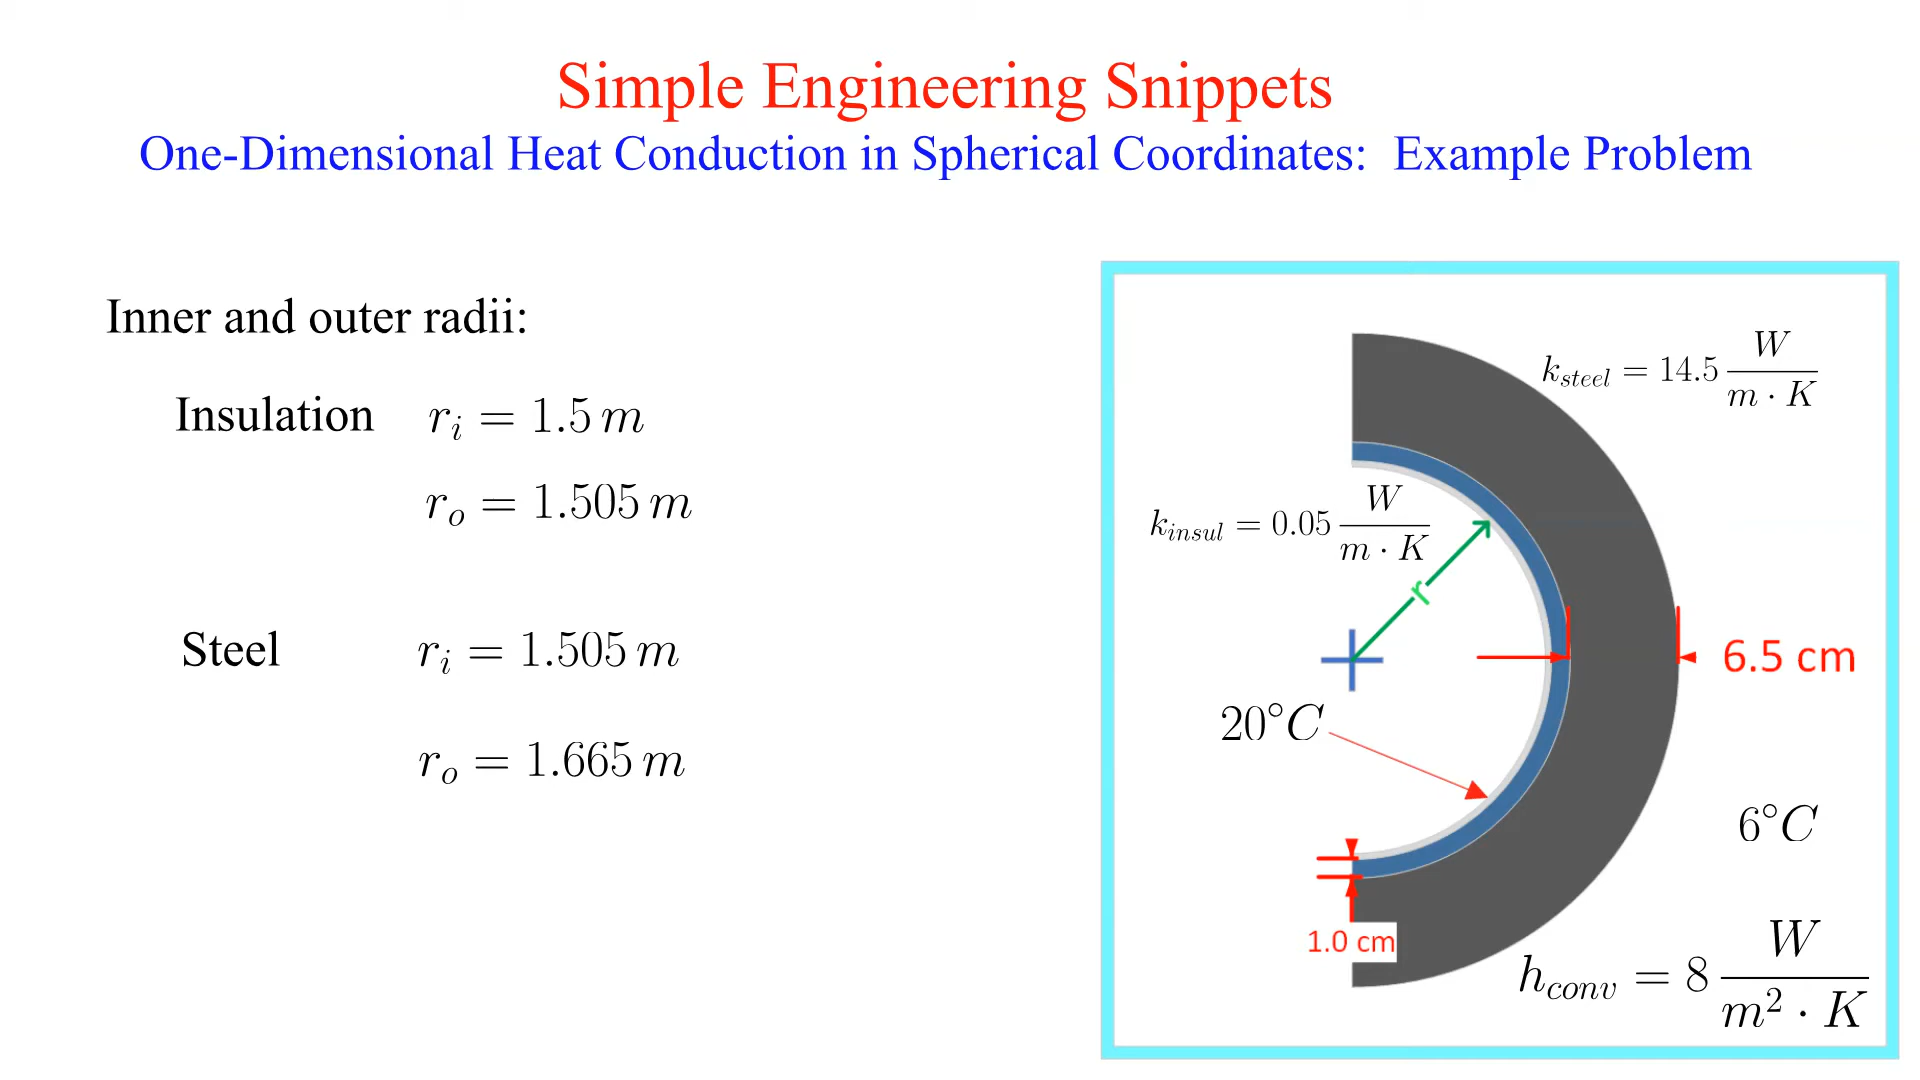 Simple Engineering Snippets
One-Dimensional Heat Conduction in Spherical Coordinates: Example Problem
Inner and outer radii:
Insulation r_i = 1.5 m
r_o = 1.505 m
Steel r_i = 1.505 m
r_o = 1.665 m
k_steel = 14.5 W / m · K
k_insul = 0.05 W / m · K
r
6.5 cm
20°C
6°C
1.0 cm
h_conv = 8 W / m² · K